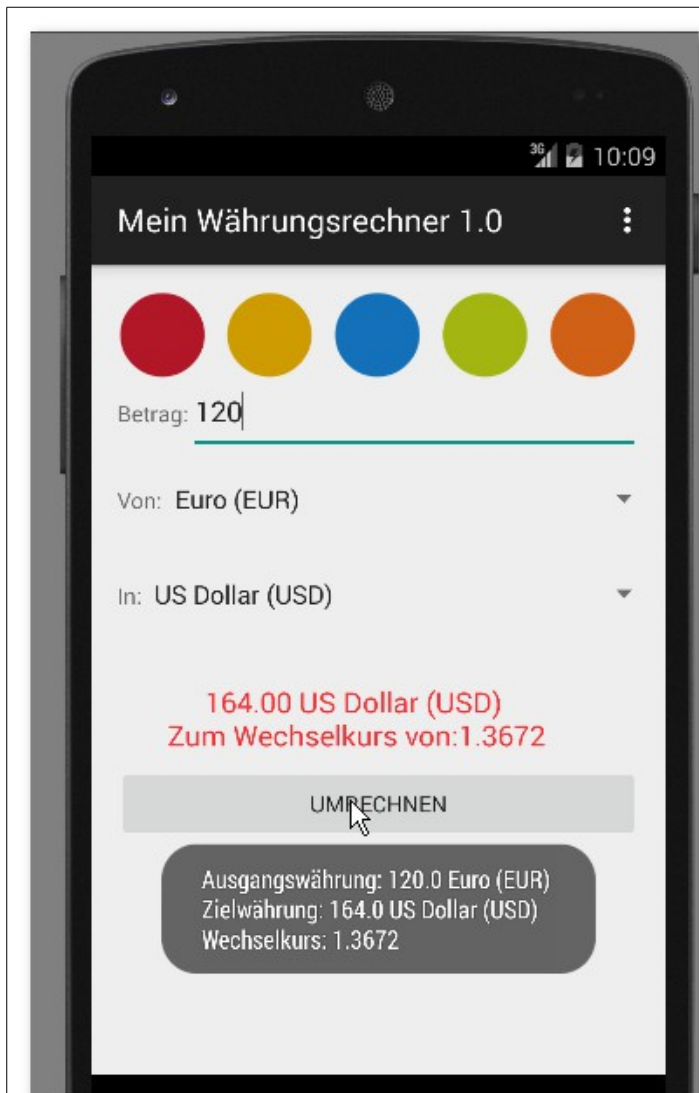 3G 10:09
Mein Währungsrechner 1.0
Betrag: 120
Von: Euro (EUR)
In: US Dollar (USD)
164.00 US Dollar (USD)
Zum Wechselkurs von:1.3672
UMRECHNEN
Ausgangswährung: 120.0 Euro (EUR)
Zielwährung: 164.0 US Dollar (USD)
Wechselkurs: 1.3672